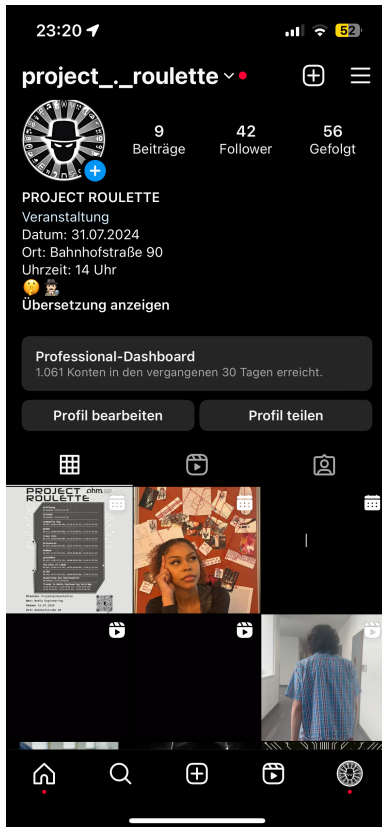 23:20
52
project_._roulette
9
Beiträge
42
Follower
56
Gefolgt
PROJECT ROULETTE
Veranstaltung
Datum: 31.07.2024
Ort: Bahnhofstraße 90
Uhrzeit: 14 Uhr
🤫🕵🏻‍♂️
Übersetzung anzeigen
Professional-Dashboard
1.061 Konten in den vergangenen 30 Tagen erreicht.
Profil bearbeiten
Profil teilen
PROJECT ohm
ROULETTE